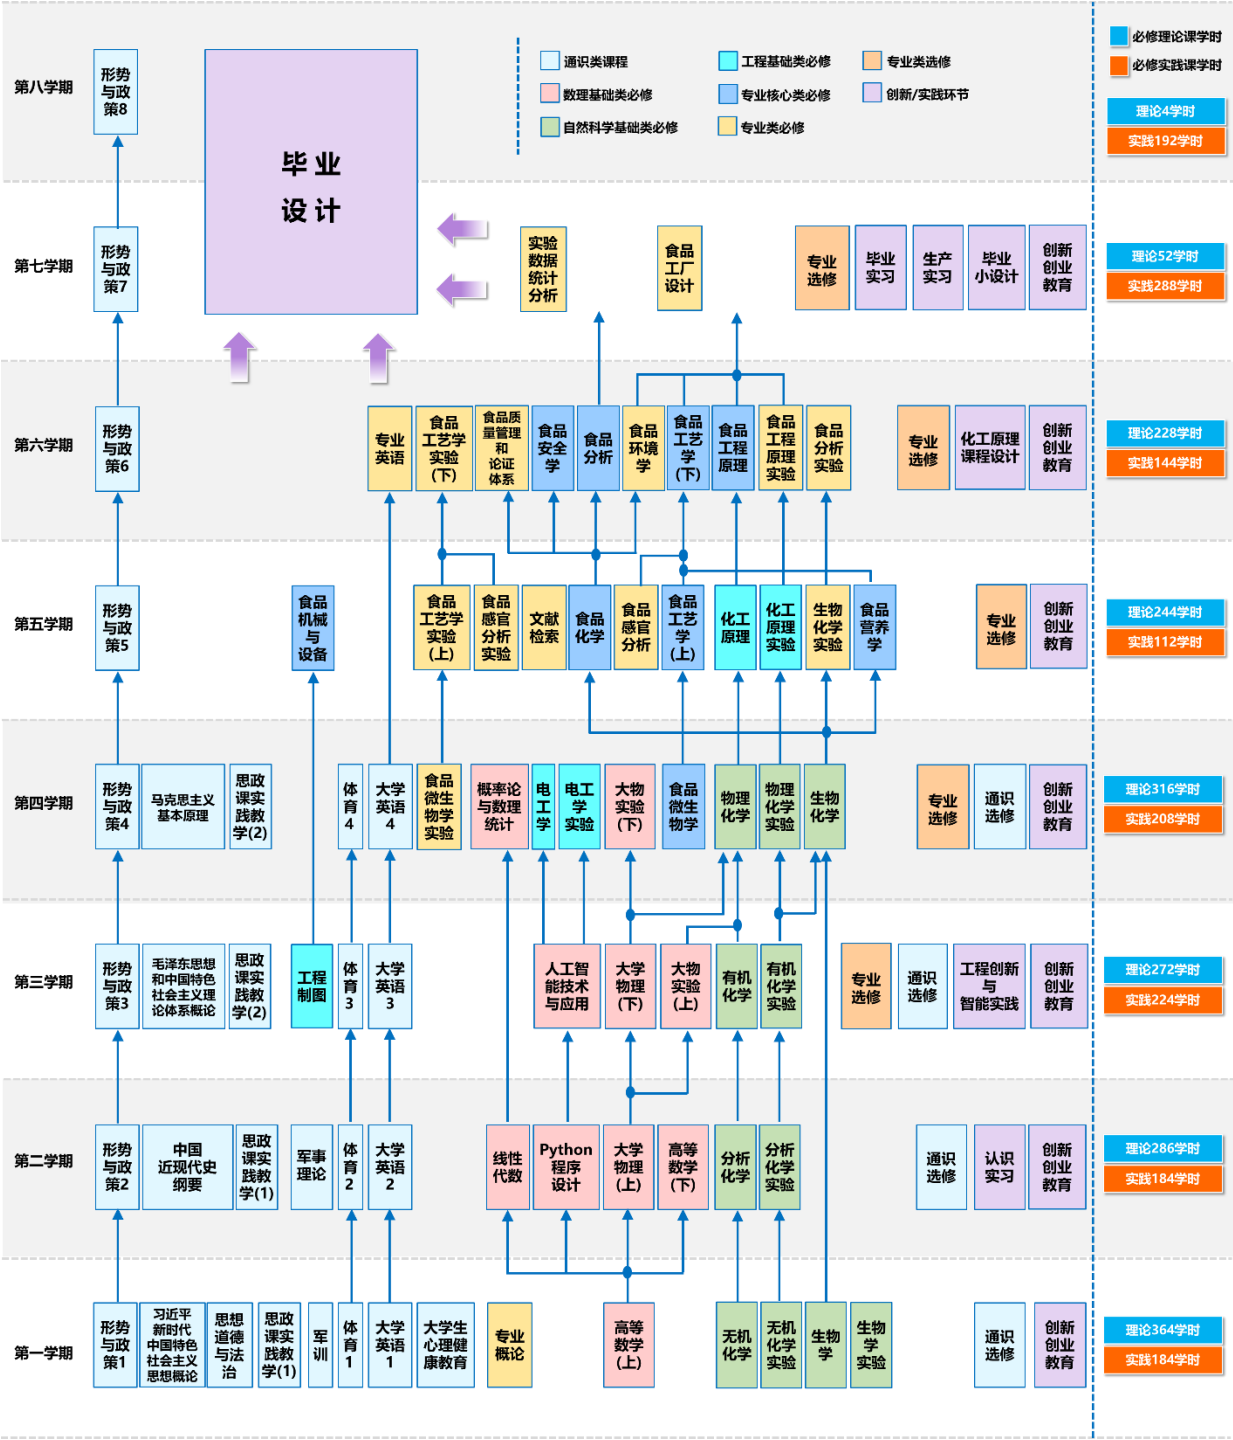 第八学期
形势
与政
策8
毕 业
设 计
通识类课程
数理基础类必修
自然科学基础类必修
工程基础类必修
专业核心类必修
专业类必修
专业类选修
创新/实践环节
必修理论课学时
必修实践课学时
理论4学时
实践192学时
第七学期
形势
与政
策7
实验
数据
统计
分析
食品
工厂
设计
专业
选修
毕业
实习
生产
实习
毕业
小设计
创新
创业
教育
理论52学时
实践288学时
第六学期
形势
与政
策6
专业
英语
食品
工艺学
实验
(下)
食品质
量管理
和
论证
体系
食品
安全
学
食品
分析
食品
环境
学
食品
工艺
学
(下)
食品
工程
原理
食品
工程
原理
实验
食品
分析
实验
专业
选修
化工原理
课程设计
创新
创业
教育
理论228学时
实践144学时
第五学期
形势
与政
策5
食品
机械
与
设备
食品
工艺学
实验
(上)
食品
感官
分析
实验
文献
检索
食品
化学
食品
感官
分析
食品
工艺
学
(上)
化工
原理
化工
原理
实验
生物
化学
实验
食品
营养
学
专业
选修
创新
创业
教育
理论244学时
实践112学时
第四学期
形势
与政
策4
马克思主义
基本原理
思政
课实
践教
学(2)
体
育
4
大学
英语
4
食品
微生
物学
实验
概率论
与数理
统计
电
工
学
电工
学
实验
大物
实验
(下)
食品
微生
物学
物理
化学
物理
化学
实验
生物
化学
专业
选修
通识
选修
创新
创业
教育
理论316学时
实践208学时
第三学期
形势
与政
策3
毛泽东思想
和中国特色
社会主义理
论体系概论
思政
课实
践教
学(2)
工程
制图
体
育
3
大学
英语
3
人工智
能技术
与应用
大学
物理
(下)
大物
实验
(上)
有机
化学
有机
化学
实验
专业
选修
通识
选修
工程创新
与
智能实践
创新
创业
教育
理论272学时
实践224学时
第二学期
形势
与政
策2
中国
近现代史
纲要
思政
课实
践教
学(1)
军事
理论
体
育
2
大学
英语
2
线性
代数
Python
程序
设计
大学
物理
(上)
高等
数学
(下)
分析
化学
分析
化学
实验
通识
选修
认识
实习
创新
创业
教育
理论286学时
实践184学时
第一学期
形势
与政
策1
习近平
新时代
中国特色
社会主义
思想概论
思想
道德
与法
治
思政
课实
践教
学(1)
军
训
体
育
1
大学
英语
1
大学生
心理健
康教育
专业
概论
高等
数学
(上)
无机
化学
无机
化学
实验
生物
学
生物
学
实验
通识
选修
创新
创业
教育
理论364学时
实践184学时